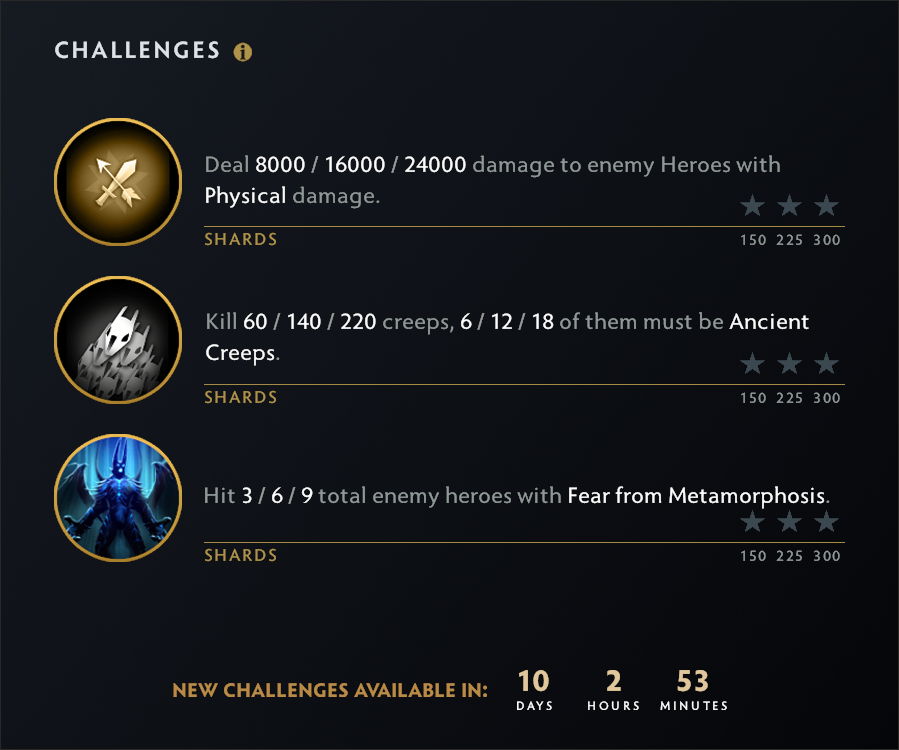 CHALLENGES
Deal 8000 / 16000 / 24000 damage to enemy Heroes with
Physical damage.
SHARDS
150 225 300
Kill 60 / 140 / 220 creeps, 6 / 12 / 18 of them must be Ancient
Creeps.
SHARDS
150 225 300
Hit 3 / 6 / 9 total enemy heroes with Fear from Metamorphosis.
SHARDS
150 225 300
NEW CHALLENGES AVAILABLE IN: 10 2 53
DAYS HOURS MINUTES